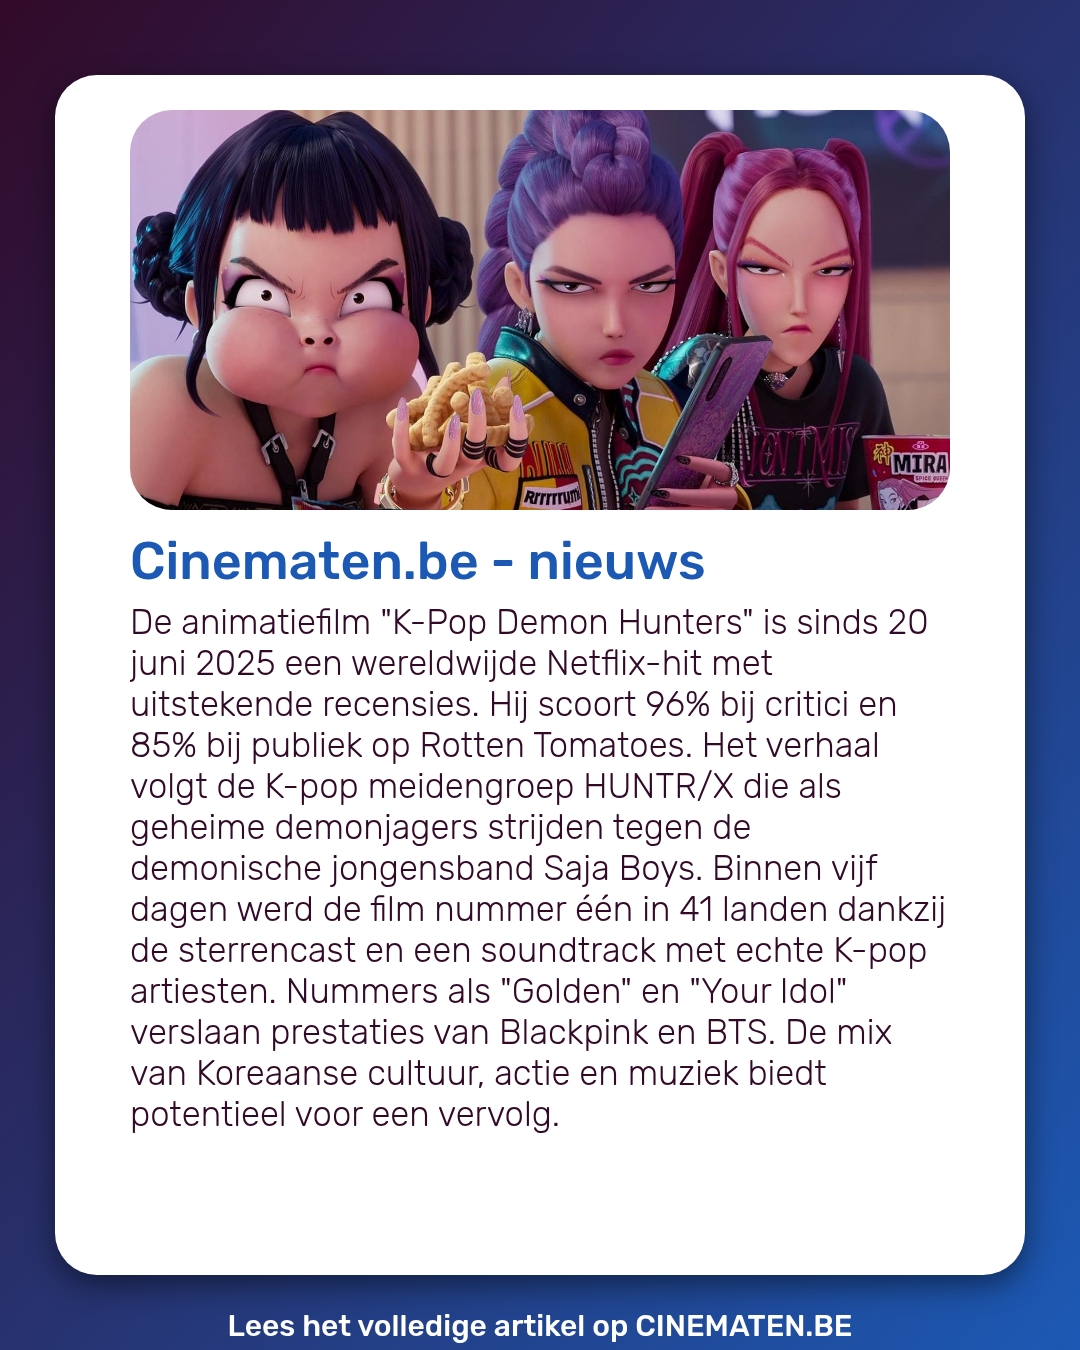 Rrrrrumi
MIRA
SPICE QUEEN
Cinematen.be - nieuws
De animatiefilm "K-Pop Demon Hunters" is sinds 20
juni 2025 een wereldwijde Netflix-hit met
uitstekende recensies. Hij scoort 96% bij critici en
85% bij publiek op Rotten Tomatoes. Het verhaal
volgt de K-pop meidengroep HUNTR/X die als
geheime demonjagers strijden tegen de
demonische jongensband Saja Boys. Binnen vijf
dagen werd de film nummer één in 41 landen dankzij
de sterrencast en een soundtrack met echte K-pop
artiesten. Nummers als "Golden" en "Your Idol"
verslaan prestaties van Blackpink en BTS. De mix
van Koreaanse cultuur, actie en muziek biedt
potentieel voor een vervolg.
Lees het volledige artikel op CINEMATEN.BE